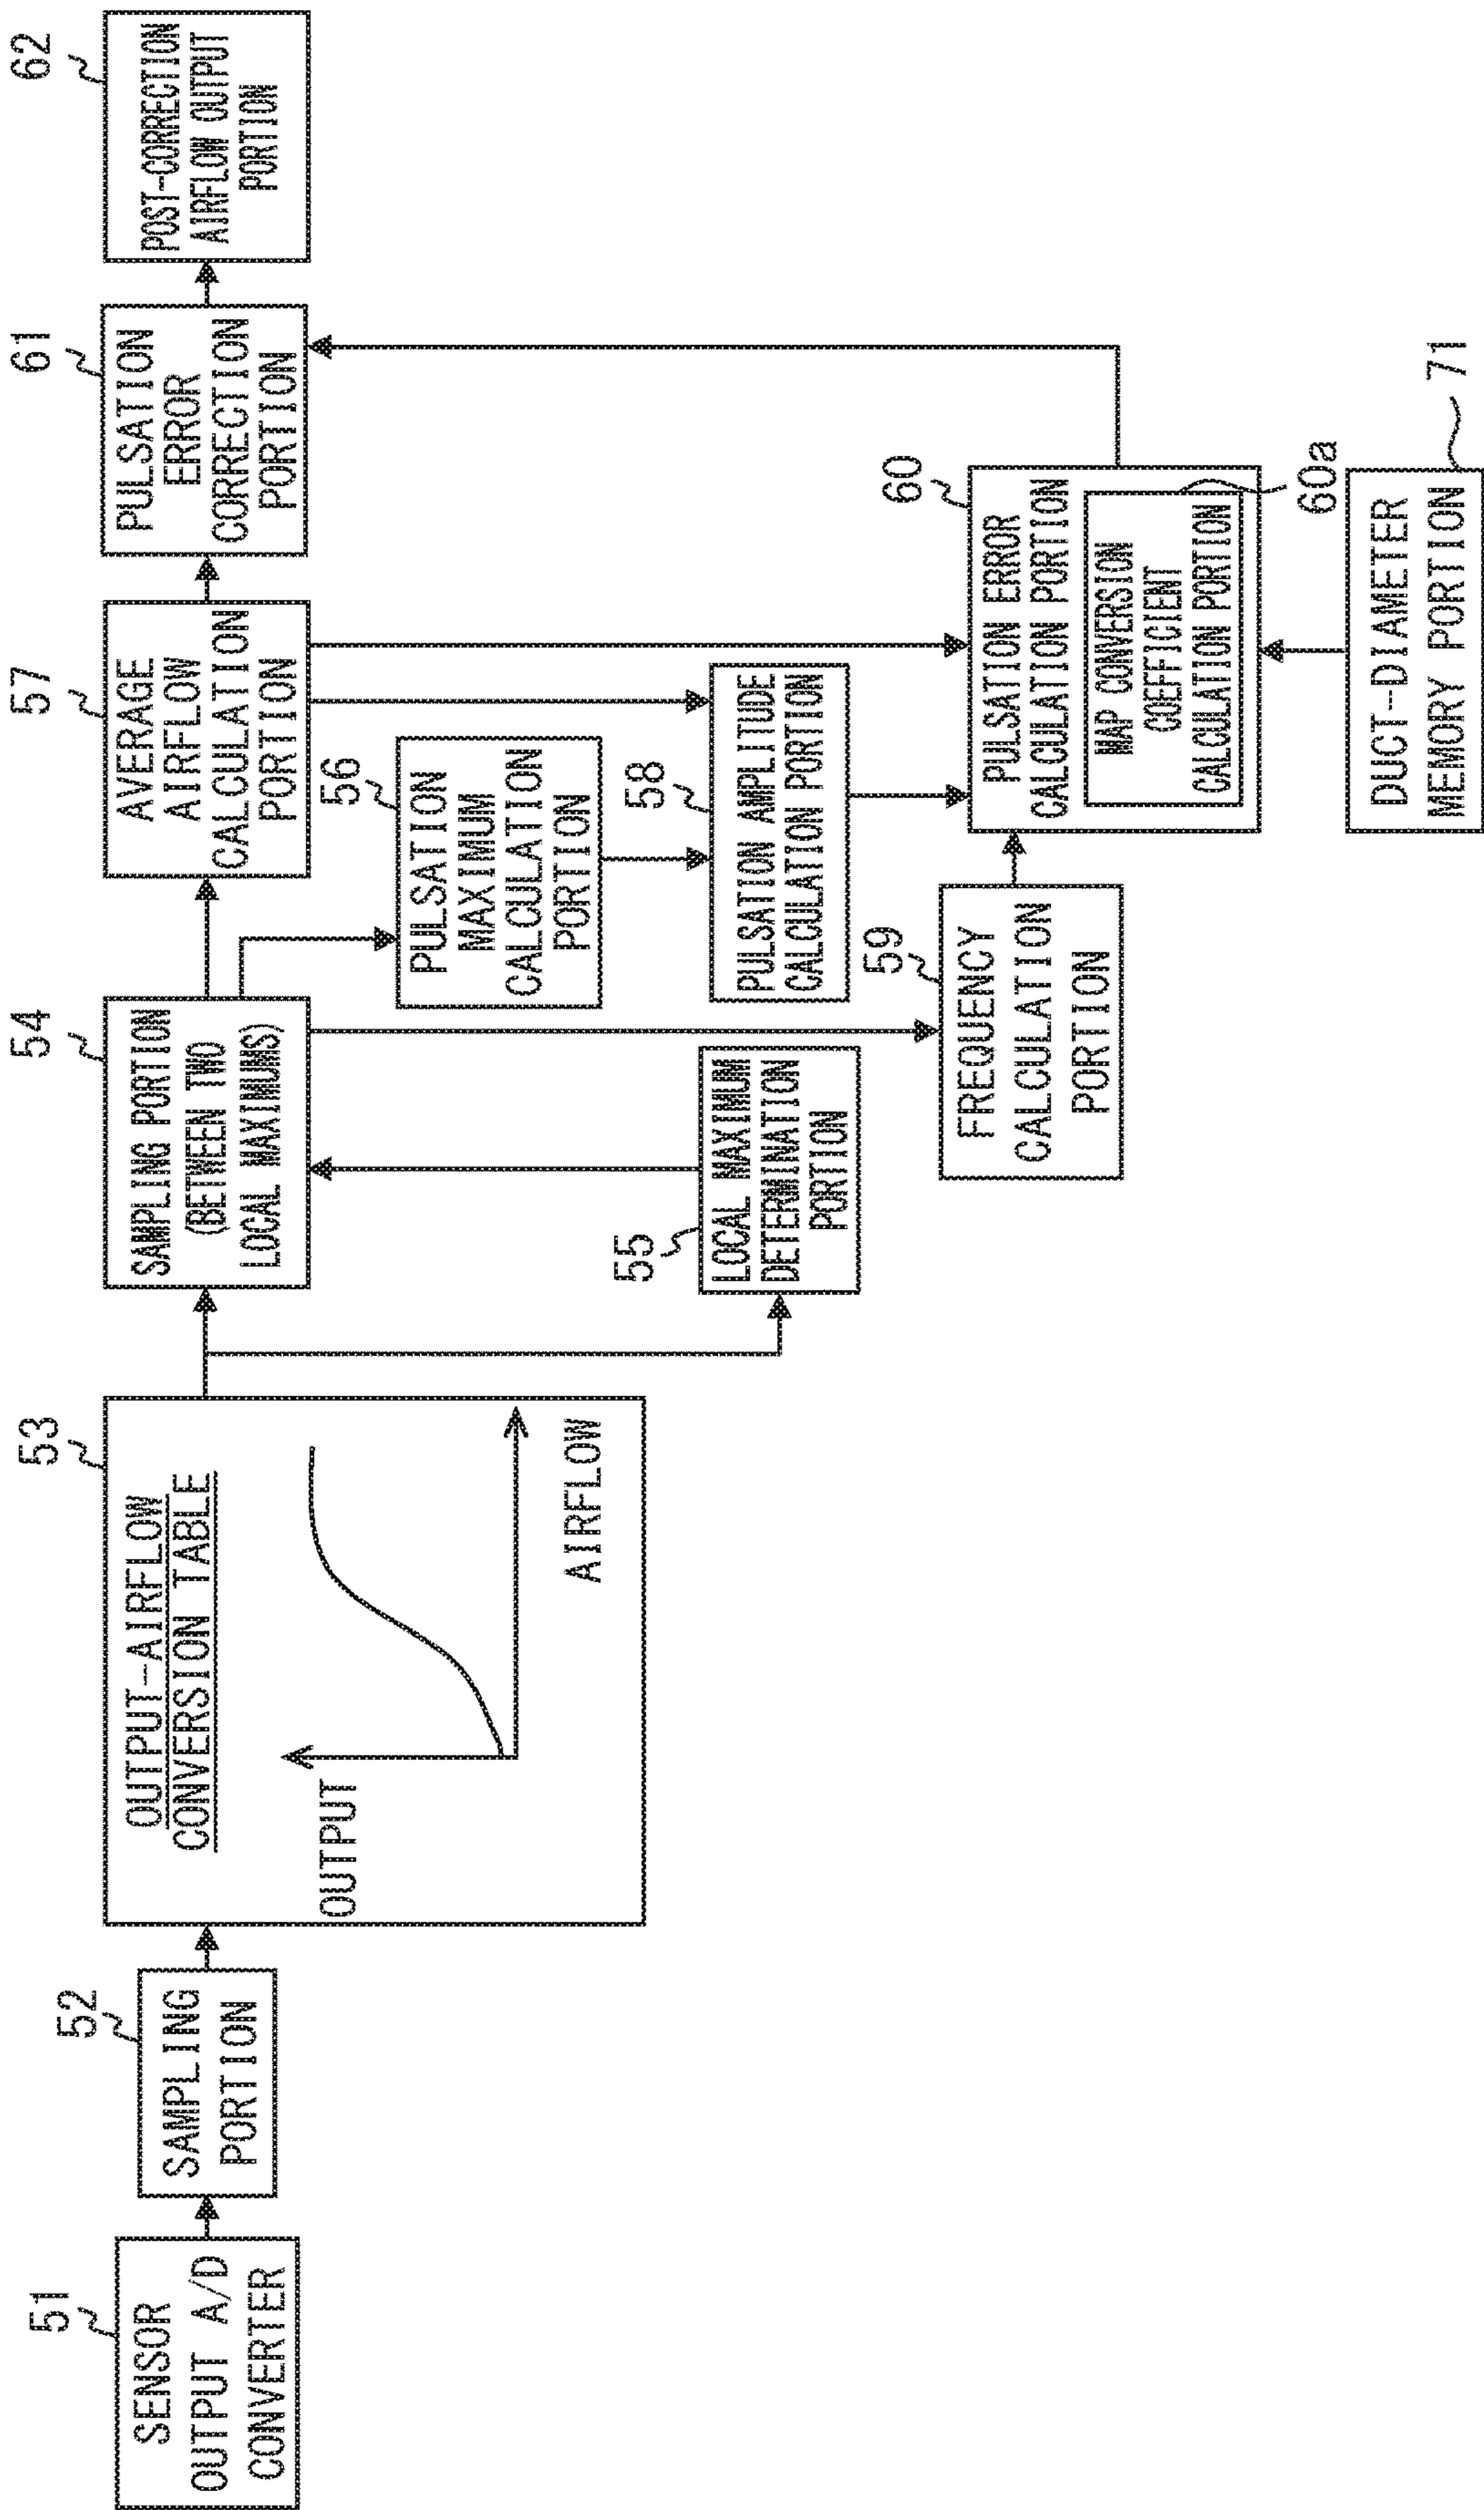 51
SENSOR
OUTPUT A/D
CONVERTER
52
SAMPLING
PORTION
53
OUTPUT-AIRFLOW
CONVERSION TABLE
OUTPUT
AIRFLOW
54
SAMPLING PORTION
(BETWEEN TWO
LOCAL MAXIMUMS)
55
LOCAL MAXIMUM
DETERMINATION
PORTION
56
PULSATION
MAXIMUM
CALCULATION
PORTION
57
AVERAGE
AIRFLOW
CALCULATION
PORTION
58
PULSATION AMPLITUDE
CALCULATION PORTION
59
FREQUENCY
CALCULATION
PORTION
60
PULSATION ERROR
CALCULATION PORTION
MAP CONVERSION
COEFFICIENT
CALCULATION PORTION
60a
61
PULSATION
ERROR
CORRECTION
PORTION
62
POST-CORRECTION
AIRFLOW OUTPUT
PORTION
71
DUCT-DIAMETER
MEMORY PORTION